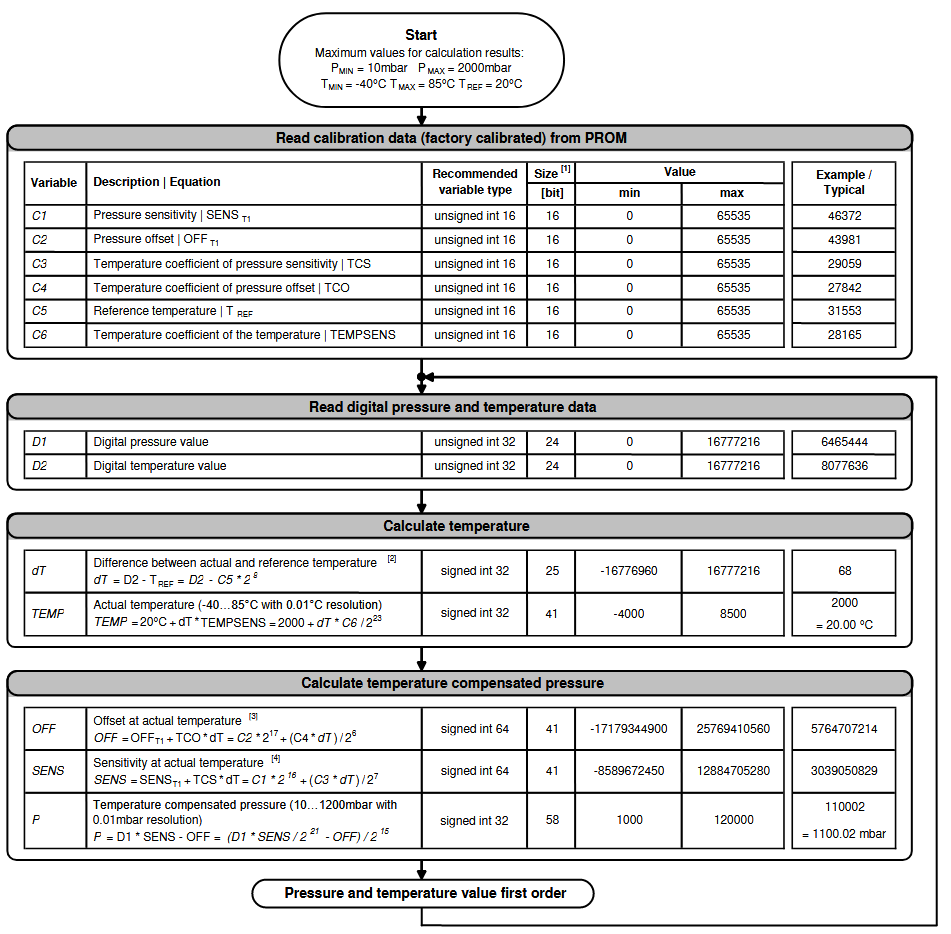 Start
Maximum values for calculation results:
PMIN = 10mbar PMAX = 2000mbar
TMIN = -40ºC TMAX = 85ºC TREF = 20ºC
Read calibration data (factory calibrated) from PROM
Variable Description | Equation Recommended variable type Size [1] [bit] Value min max Example / Typical
C1 Pressure sensitivity | SENS T1 unsigned int 16 16 0 65535 46372
C2 Pressure offset | OFF T1 unsigned int 16 16 0 65535 43981
C3 Temperature coefficient of pressure sensitivity | TCS unsigned int 16 16 0 65535 29059
C4 Temperature coefficient of pressure offset | TCO unsigned int 16 16 0 65535 27842
C5 Reference temperature | T REF unsigned int 16 16 0 65535 31553
C6 Temperature coefficient of the temperature | TEMPSENS unsigned int 16 16 0 65535 28165
Read digital pressure and temperature data
D1 Digital pressure value unsigned int 32 24 0 16777216 6465444
D2 Digital temperature value unsigned int 32 24 0 16777216 8077636
Calculate temperature
Difference between actual and reference temperature [2]
dT signed int 32 25 -16776960 16777216 68
dT = D2 - TREF = D2 - C5 * 2 8
Actual temperature (-40…85°C with 0.01°C resolution) 2000
TEMP signed int 32 41 -4000 8500
TEMP = 20ºC + dT * TEMPSENS = 2000 + dT * C6 / 2 23 = 20.00 ºC
Calculate temperature compensated pressure
Offset at actual temperature [3]
OFF signed int 64 41 -17179344900 25769410560 5764707214
OFF = OFFT1 + TCO * dT = C2 * 2 17 + (C4 * dT ) / 2 6
Sensitivity at actual temperature [4]
SENS signed int 64 41 -8589672450 12884705280 3039050829
SENS = SENST1 + TCS * dT = C1 * 2 16 + (C3 * dT ) / 2 7
Temperature compensated pressure (10…1200mbar with 110002
0.01mbar resolution)
P signed int 32 58 1000 120000
P = D1 * SENS - OFF = (D1 * SENS / 2 21 - OFF) / 2 15 = 1100.02 mbar
Pressure and temperature value first order